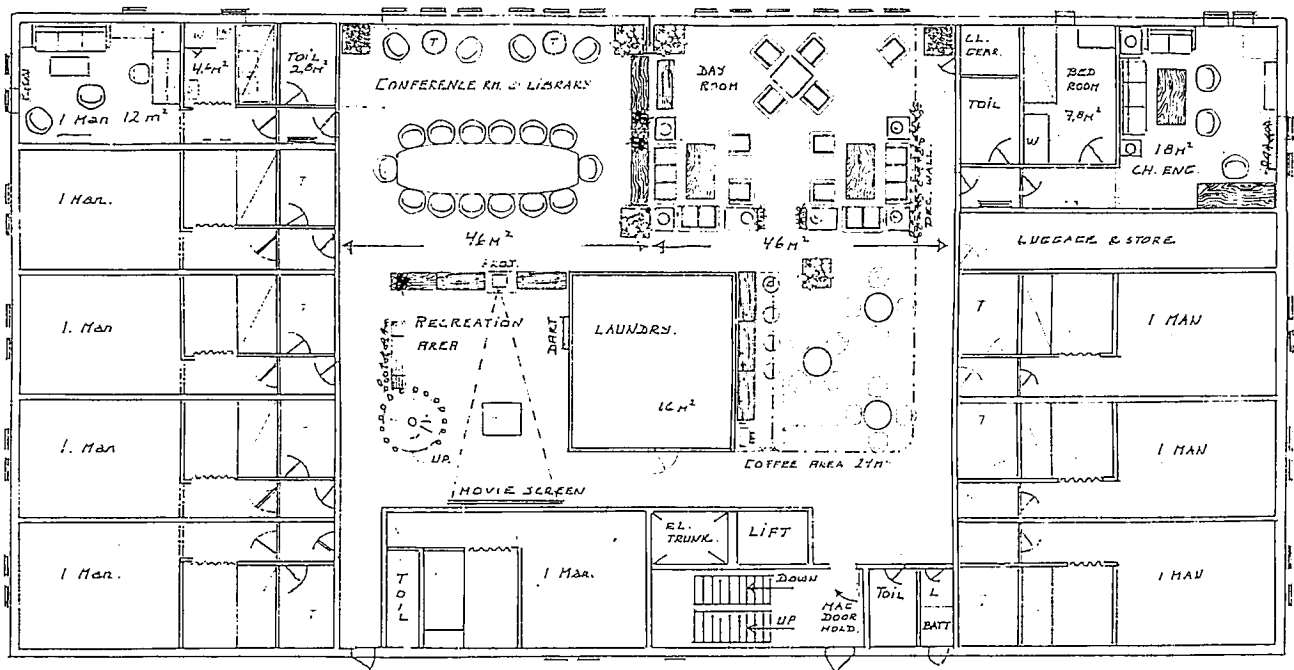 T
T
4,6 M²
TOIL
2,8 M²
CONFERENCE RM. & LIBRARY
DAY
ROOM
CL.
GEAR.
BED
ROOM
7,8 M²
TOIL
W
1 Man 12 m²
18 M²
CH. ENG.
DEC. WALL.
1 Man.
T
46 M²
46 M²
LUGGAGE & STORE
PROJ.
RECREATION
AREA
DART
LAUNDRY.
16 M²
1. Man
T
T
1 MAN
1. Man
T
T
1 MAN
UP.
COFFEE AREA 24 M²
MOVIE SCREEN
EL.
TRUNK.
LIFT
1 Man.
TOIL
1 Man.
DOWN
UP
MAG
DOOR
HOLD.
TOIL
L
BATT
1 MAN